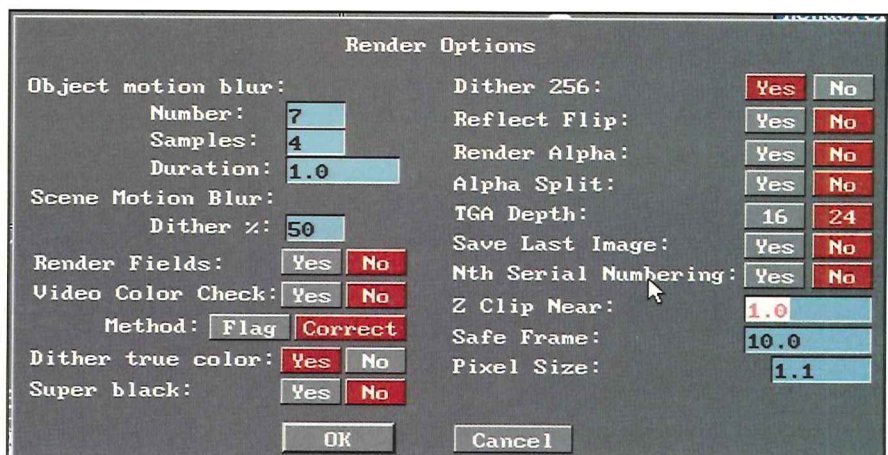 Render Options
Object motion blur:
Number: 7
Samples: 4
Duration: 1.0
Scene Motion Blur:
Dither %: 50
Render Fields: Yes No
Video Color Check: Yes No
Method: Flag Correct
Dither true color: Yes No
Super black: Yes No
Dither 256: Yes No
Reflect Flip: Yes No
Render Alpha: Yes No
Alpha Split: Yes No
TGA Depth: 16 24
Save Last Image: Yes No
Nth Serial Numbering: Yes No
Z Clip Near: 1.0
Safe Frame: 10.0
Pixel Size: 1.1
OK Cancel